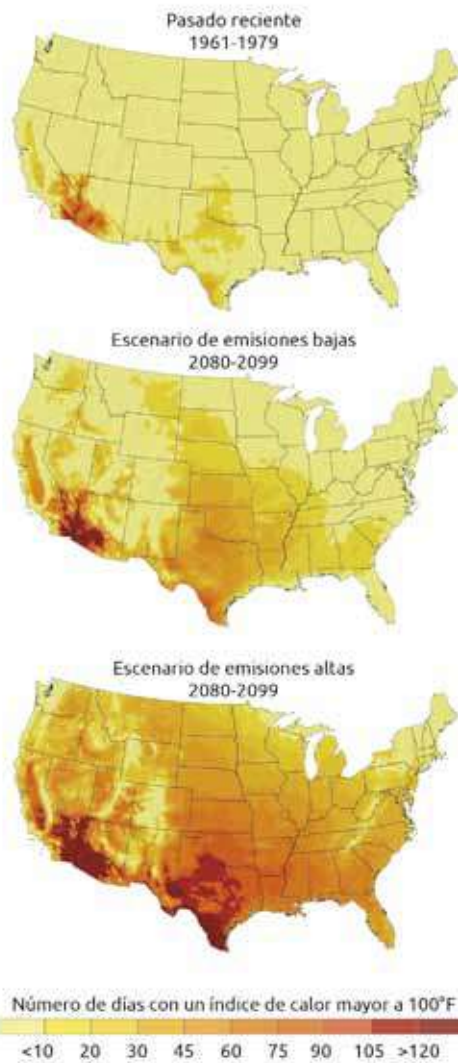 Pasado reciente
1961-1979
Escenario de emisiones bajas
2080-2099
Escenario de emisiones altas
2080-2099
Número de días con un índice de calor mayor a 100°F
<10 20 30 45 60 75 90 105 >120